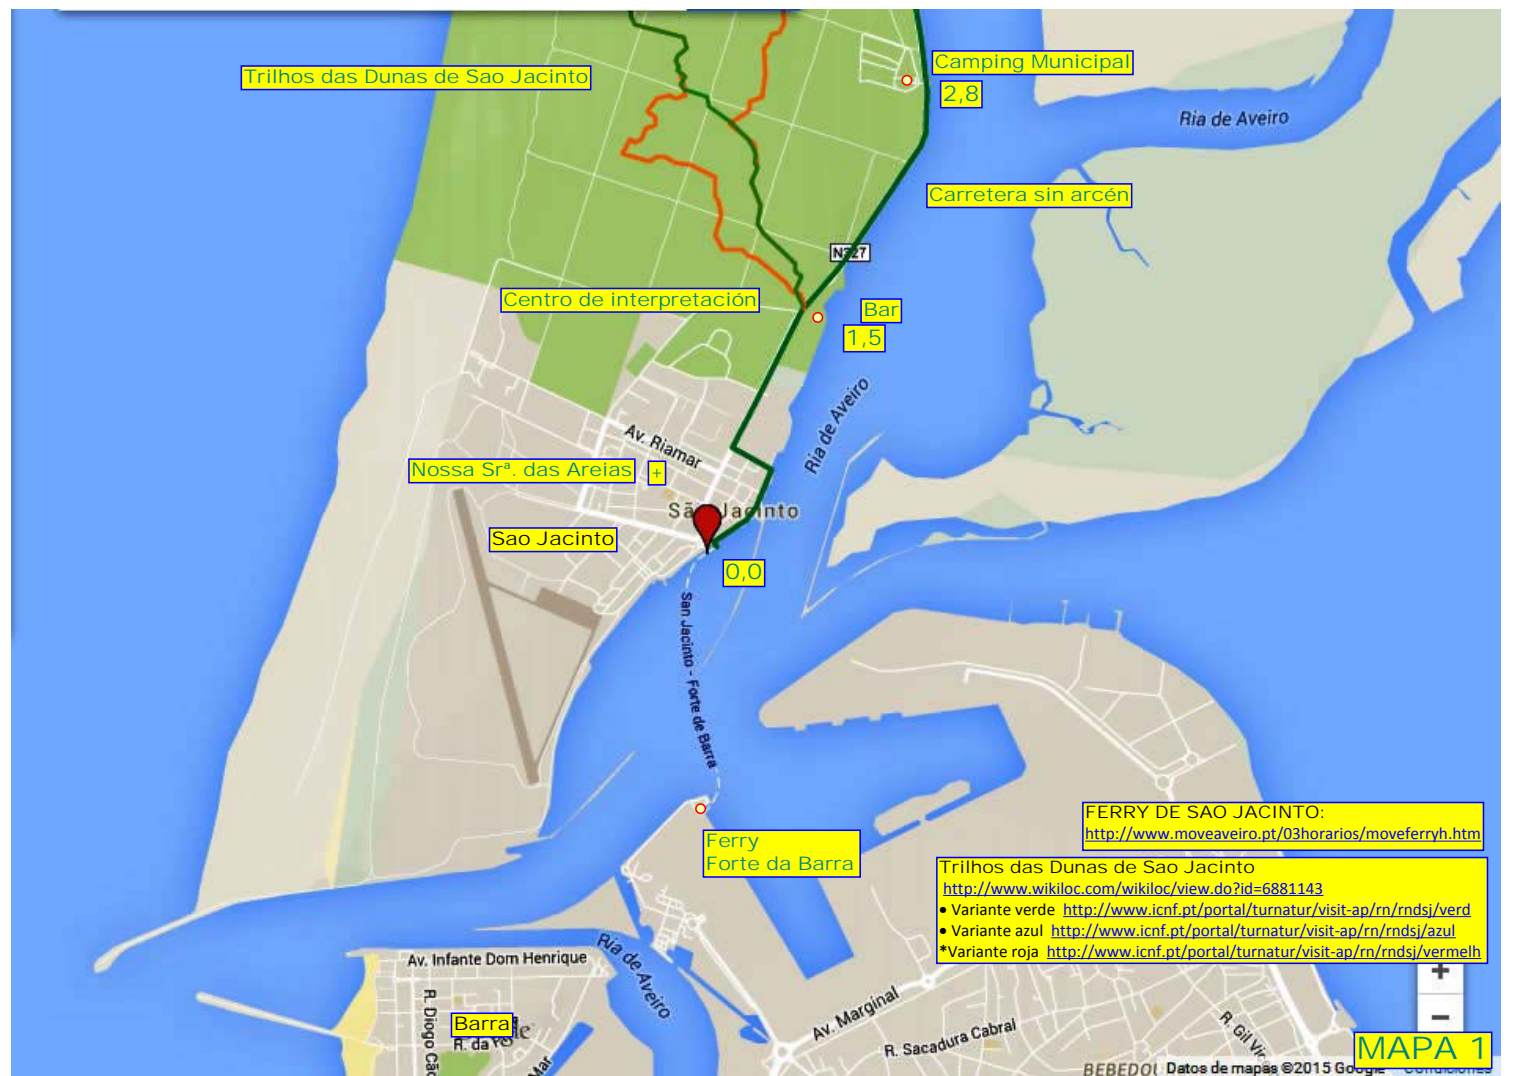 Camping Municipal
2,8
Trilhos das Dunas de Sao Jacinto
Ria de Aveiro
Carretera sin arcén
N327
Centro de interpretación
Bar
1,5
Ria de Aveiro
Av. Riamar
Nossa Srª. das Areias
+
São Jacinto
Sao Jacinto
0,0
San Jacinto - Forte de Barra
FERRY DE SAO JACINTO:
http://www.moveaveiro.pt/03horarios/moveferryh.htm
Ferry
Forte da Barra
Trilhos das Dunas de Sao Jacinto
http://www.wikiloc.com/wikiloc/view.do?id=6881143
• Variante verde http://www.icnf.pt/portal/turnatur/visit-ap/rn/rndsj/verd
• Variante azul http://www.icnf.pt/portal/turnatur/visit-ap/rn/rndsj/azul
*Variante roja http://www.icnf.pt/portal/turnatur/visit-ap/rn/rndsj/vermelh
Av. Infante Dom Henrique
Ria de Aveiro
+
−
R. Diogo Cão
Barra
R. da
Mar
Av. Marginal
R. Sacadura Cabral
R. Gil
MAPA 1
Datos de mapas ©2015 Google